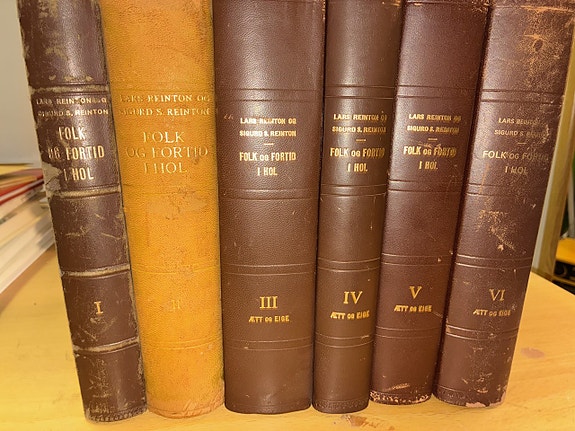 LARS REINTON OG
SIGURD S. REINTON
FOLK
OG FORTID
I HOL
I
LARS REINTON OG
SIGURD S. REINTON
FOLK
OG FORTID
I HOL
II
LARS REINTON OG
SIGURD S. REINTON
FOLK OG FORTID
I HOL
III
ÆTT OG EIGE
LARS REINTON OG
SIGURD S. REINTON
FOLK OG FORTID
I HOL
IV
ÆTT OG EIGE
LARS REINTON OG
SIGURD S. REINTON
FOLK OG FORTID
I HOL
V
ÆTT OG EIGE
LARS REINTON OG
SIGURD S. REINTON
FOLK OG FORTID
I HOL
VI
ÆTT OG EIGE